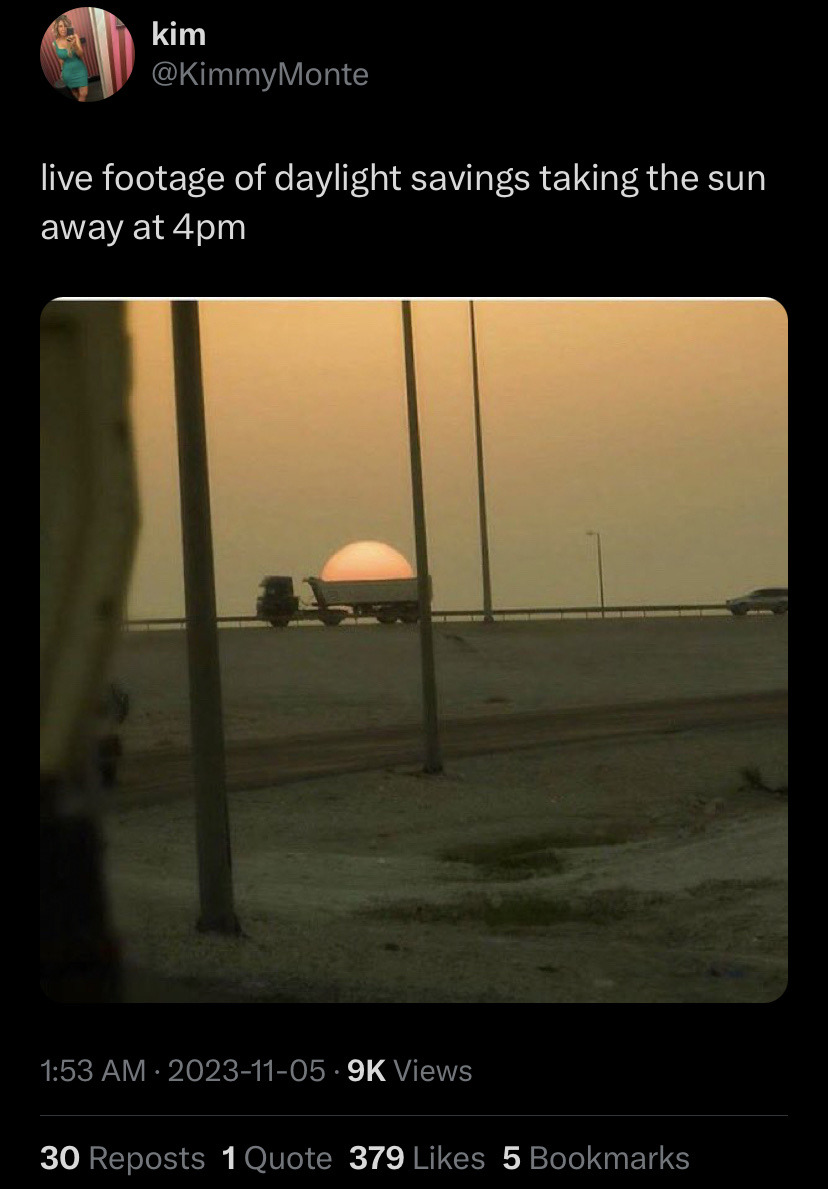 kim
@KimmyMonte
live footage of daylight savings taking the sun
away at 4pm
1:53 AM · 2023-11-05 · 9K Views
30 Reposts 1 Quote 379 Likes 5 Bookmarks